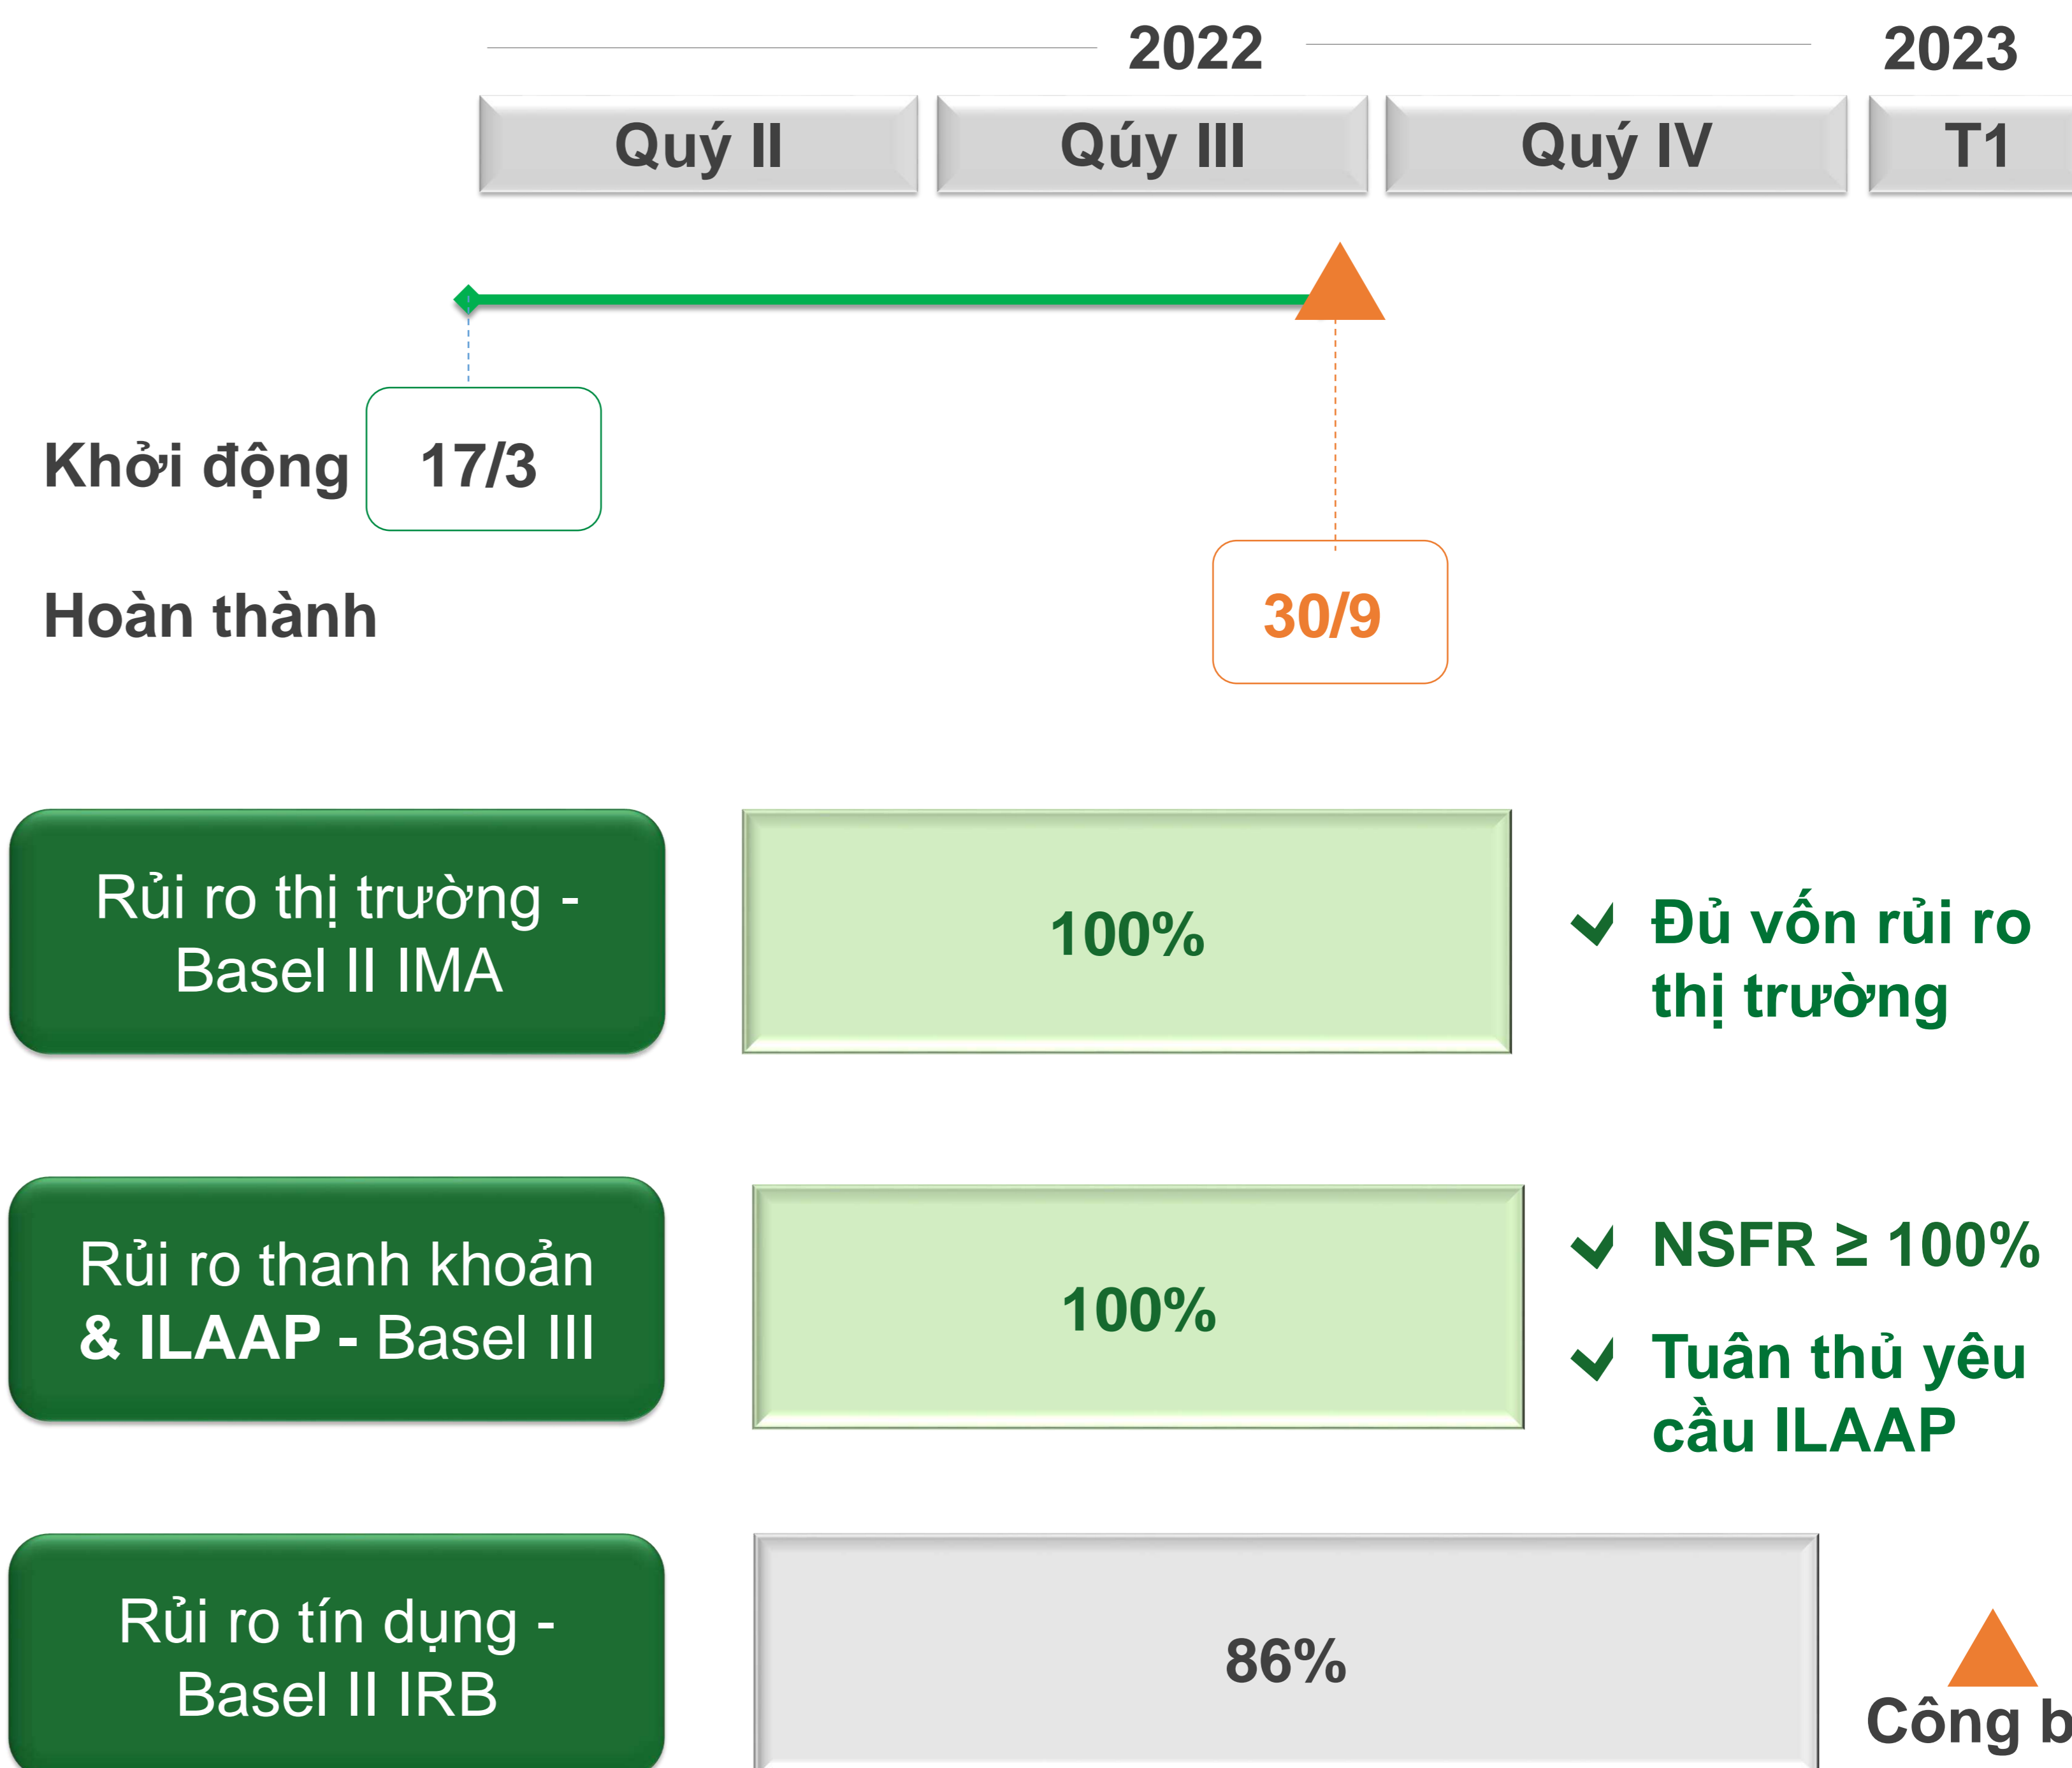 2022
2023
Quý II
Qúy III
Quý IV
T1
Khởi động
17/3
Hoàn thành
30/9
Rủi ro thị trường -
Basel II IMA
100%
Đủ vốn rủi ro
thị trường
Rủi ro thanh khoản
& ILAAP - Basel III
100%
NSFR ≥ 100%
Tuân thủ yêu
cầu ILAAP
Rủi ro tín dụng -
Basel II IRB
86%
Công